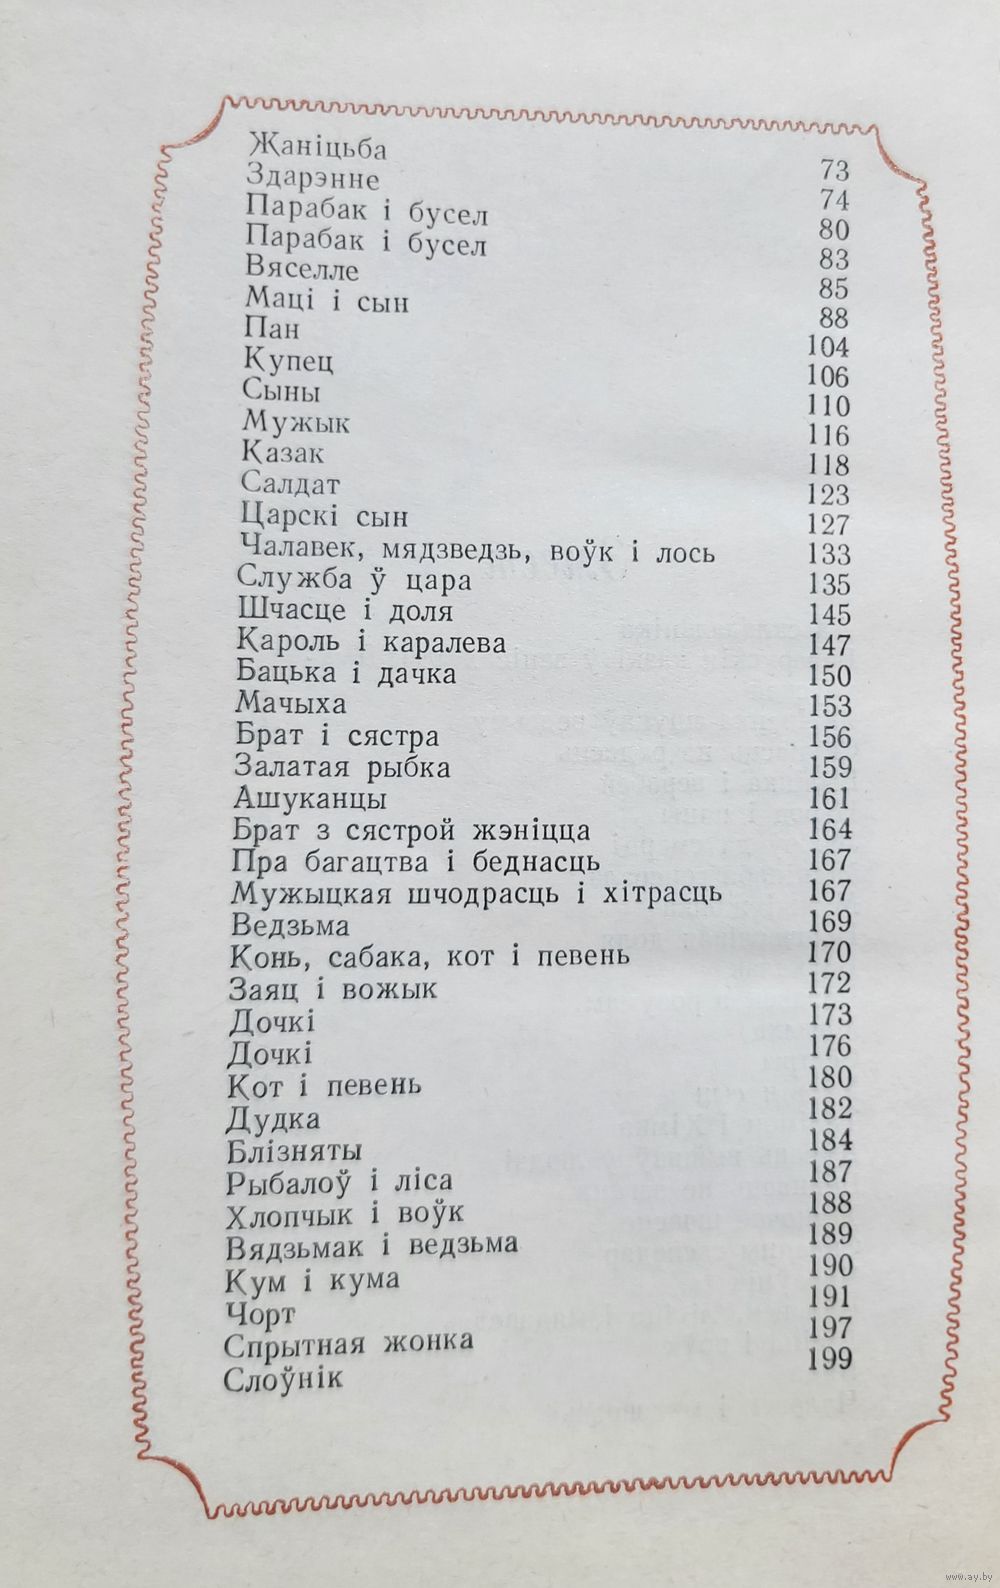 Жаніцьба 73
Здарэнне 74
Парабак і бусел 80
Парабак і бусел 83
Вяселле 85
Маці і сын 88
Пан 104
Купец 106
Сыны 110
Мужык 116
Казак 118
Салдат 123
Царскі сын 127
Чалавек, мядзведзь, воўк і лось 133
Служба ў цара 135
Шчасце і доля 145
Кароль і каралева 147
Бацька і дачка 150
Мачыха 153
Брат і сястра 156
Залатая рыбка 159
Ашуканцы 161
Брат з сястрой жэніцца 164
Пра багацтва і беднасць 167
Мужыцкая шчодрасць і хітрасць 167
Ведзьма 169
Конь, сабака, кот і певень 170
Заяц і вожык 172
Дочкі 173
Дочкі 176
Кот і певень 180
Дудка 182
Блізняты 184
Рыбалоў і ліса 187
Хлопчык і воўк 188
Вядзьмак і ведзьма 189
Кум і кума 190
Чорт 191
Спрытная жонка 197
Слоўнік 199
www.ay.by